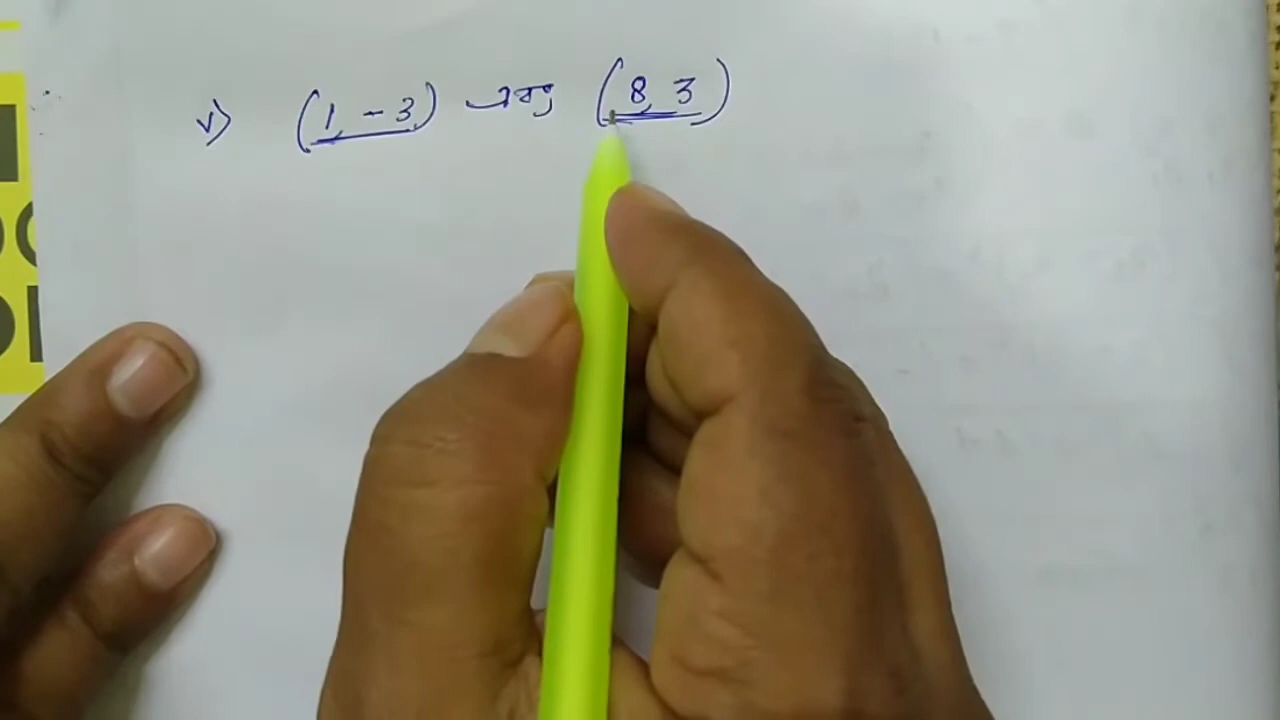 v) (1, -3) এবং (8, 3)